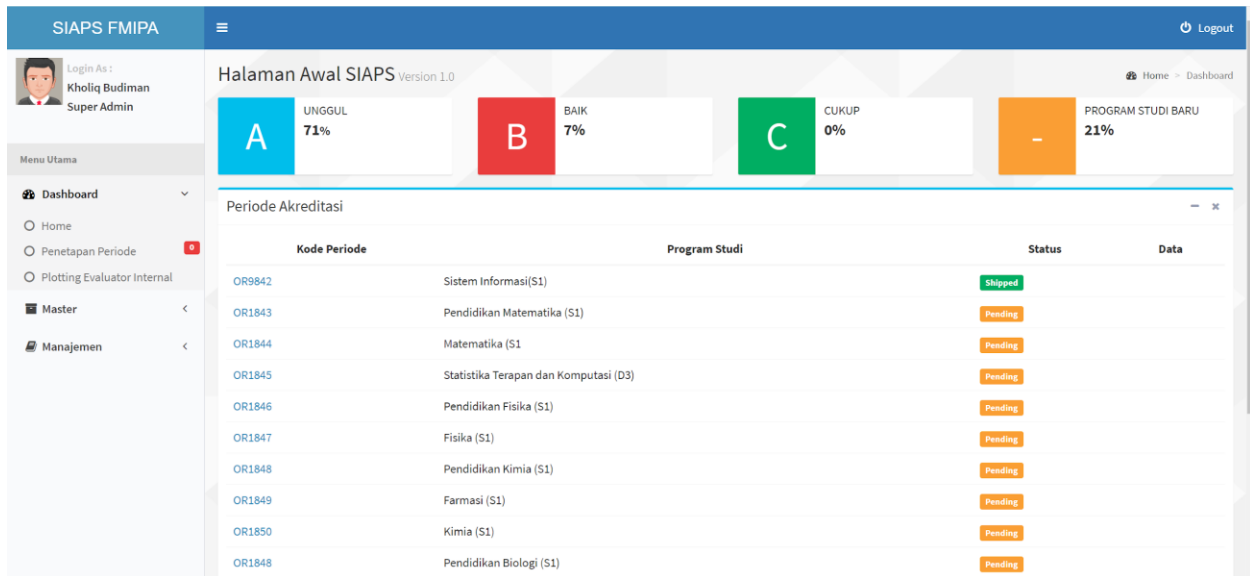 SIAPS FMIPA
Logout
Login As :
Kholiq Budiman
Super Admin
Menu Utama
Dashboard
Home
Penetapan Periode 0
Plotting Evaluator Internal
Master
Manajemen
Halaman Awal SIAPS Version 1.0
Home > Dashboard
A UNGGUL
71%
B BAIK
7%
C CUKUP
0%
- PROGRAM STUDI BARU
21%
Periode Akreditasi
Kode Periode Program Studi Status Data
OR9842 Sistem Informasi(S1) Shipped
OR1843 Pendidikan Matematika (S1) Pending
OR1844 Matematika (S1 Pending
OR1845 Statistika Terapan dan Komputasi (D3) Pending
OR1846 Pendidikan Fisika (S1) Pending
OR1847 Fisika (S1) Pending
OR1848 Pendidikan Kimia (S1) Pending
OR1849 Farmasi (S1) Pending
OR1850 Kimia (S1) Pending
OR1848 Pendidikan Biologi (S1) Pending